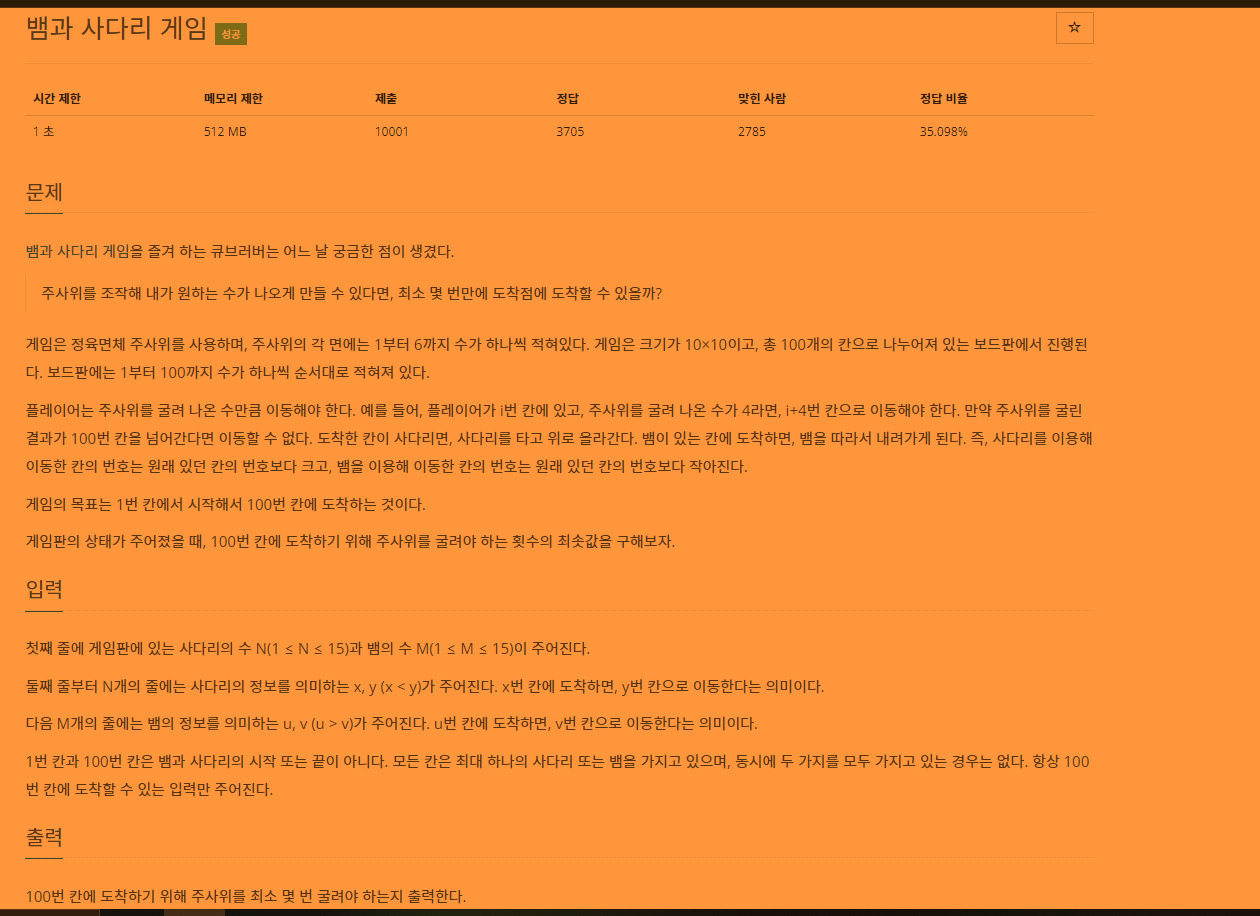 뱀과 사다리 게임 성공
☆
시간 제한 메모리 제한 제출 정답 맞힌 사람 정답 비율
1 초 512 MB 10001 3705 2785 35.098%
문제
뱀과 사다리 게임을 즐겨 하는 큐브러버는 어느 날 궁금한 점이 생겼다.
주사위를 조작해 내가 원하는 수가 나오게 만들 수 있다면, 최소 몇 번만에 도착점에 도착할 수 있을까?
게임은 정육면체 주사위를 사용하며, 주사위의 각 면에는 1부터 6까지 수가 하나씩 적혀있다. 게임은 크기가 10×10이고, 총 100개의 칸으로 나누어져 있는 보드판에서 진행된
다. 보드판에는 1부터 100까지 수가 하나씩 순서대로 적혀져 있다.
플레이어는 주사위를 굴려 나온 수만큼 이동해야 한다. 예를 들어, 플레이어가 i번 칸에 있고, 주사위를 굴려 나온 수가 4라면, i+4번 칸으로 이동해야 한다. 만약 주사위를 굴린
결과가 100번 칸을 넘어간다면 이동할 수 없다. 도착한 칸이 사다리면, 사다리를 타고 위로 올라간다. 뱀이 있는 칸에 도착하면, 뱀을 따라서 내려가게 된다. 즉, 사다리를 이용해
이동한 칸의 번호는 원래 있던 칸의 번호보다 크고, 뱀을 이용해 이동한 칸의 번호는 원래 있던 칸의 번호보다 작아진다.
게임의 목표는 1번 칸에서 시작해서 100번 칸에 도착하는 것이다.
게임판의 상태가 주어졌을 때, 100번 칸에 도착하기 위해 주사위를 굴려야 하는 횟수의 최솟값을 구해보자.
입력
첫째 줄에 게임판에 있는 사다리의 수 N(1 ≤ N ≤ 15)과 뱀의 수 M(1 ≤ M ≤ 15)이 주어진다.
둘째 줄부터 N개의 줄에는 사다리의 정보를 의미하는 x, y (x < y)가 주어진다. x번 칸에 도착하면, y번 칸으로 이동한다는 의미이다.
다음 M개의 줄에는 뱀의 정보를 의미하는 u, v (u > v)가 주어진다. u번 칸에 도착하면, v번 칸으로 이동한다는 의미이다.
1번 칸과 100번 칸은 뱀과 사다리의 시작 또는 끝이 아니다. 모든 칸은 최대 하나의 사다리 또는 뱀을 가지고 있으며, 동시에 두 가지를 모두 가지고 있는 경우는 없다. 항상 100
번 칸에 도착할 수 있는 입력만 주어진다.
출력
100번 칸에 도착하기 위해 주사위를 최소 몇 번 굴려야 하는지 출력한다.